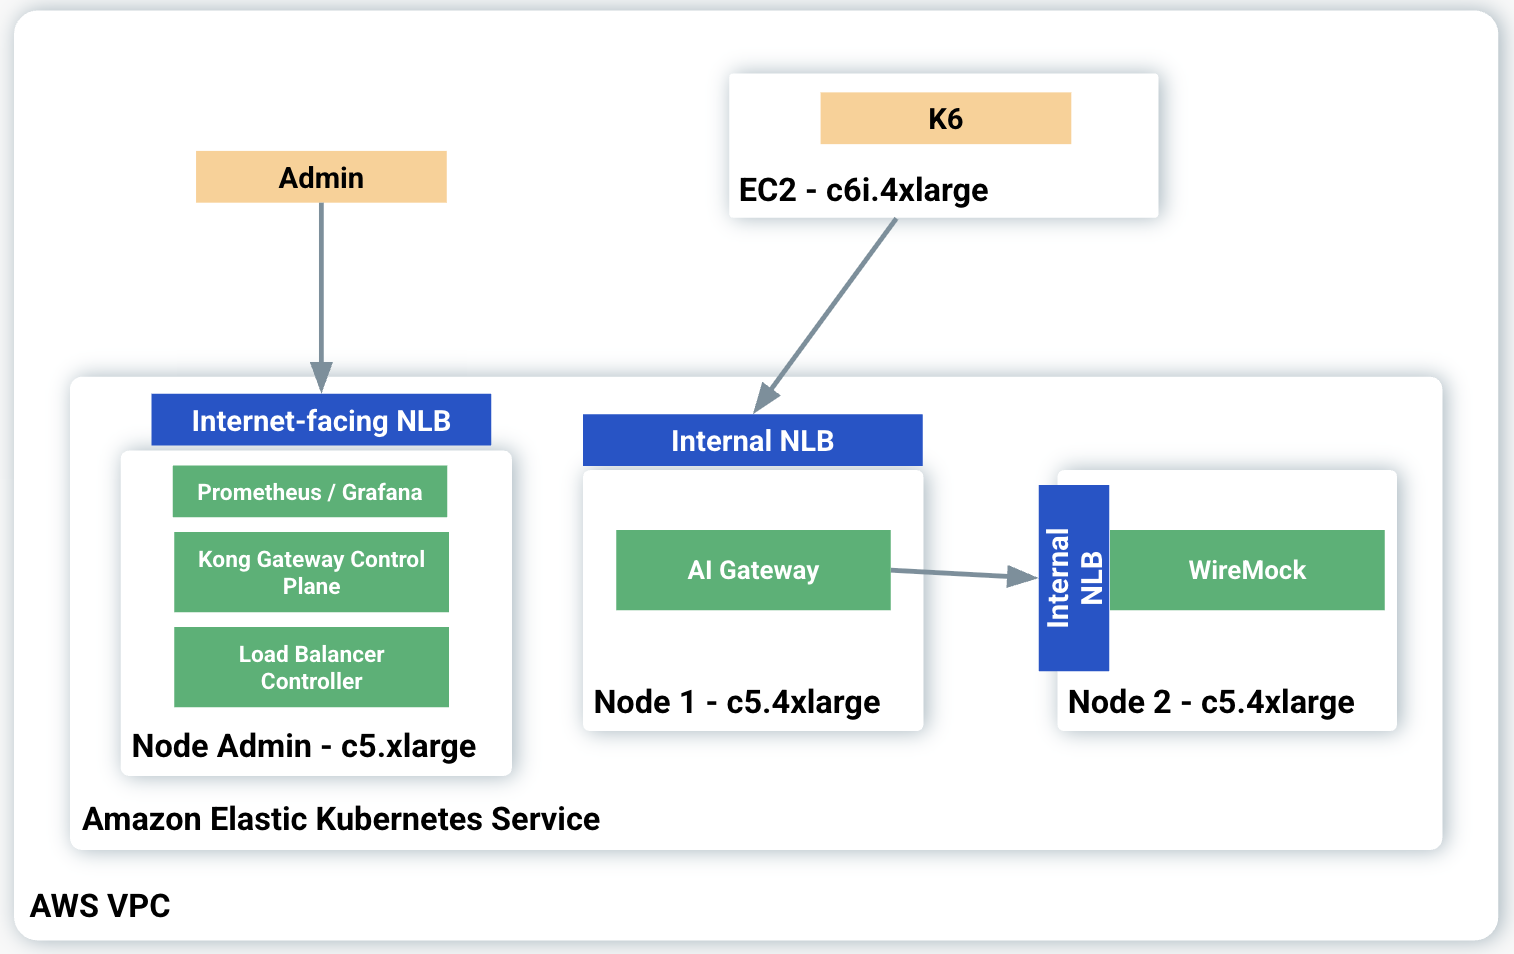 K6
EC2 - c6i.4xlarge
Admin
Internet-facing NLB
Prometheus / Grafana
Kong Gateway Control
Plane
Load Balancer
Controller
Node Admin - c5.xlarge
Internal NLB
AI Gateway
Node 1 - c5.4xlarge
Internal
NLB
WireMock
Node 2 - c5.4xlarge
Amazon Elastic Kubernetes Service
AWS VPC